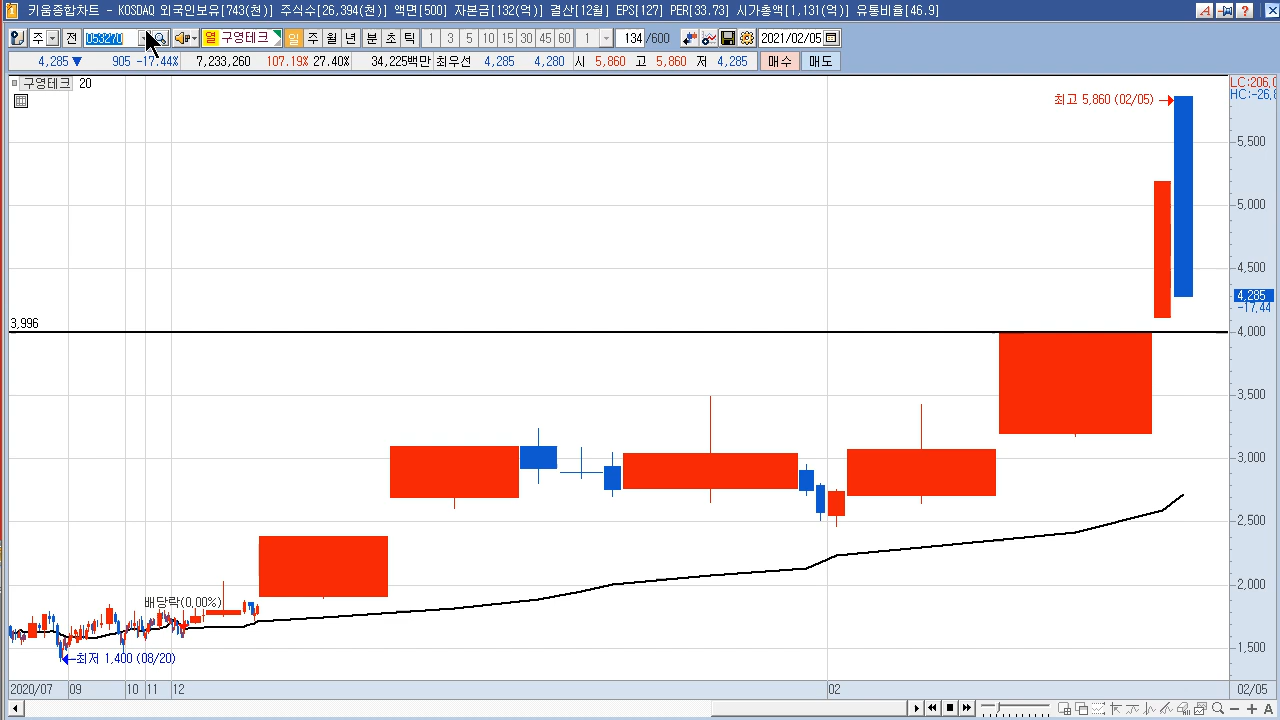 키움종합차트 - KOSDAQ 외국인보유[743(천)] 주식수[26,394(천)] 액면[500] 자본금[132(억)] 결산[12월] EPS[127] PER[33.73] 시가총액[1,131(억)] 유통비율[46.9]
주 전 053270 열 구영테크 일 주 월 년 분 초 틱 1 3 5 10 15 30 45 60 1 134 /600 2021/02/05
4,285 ▼ 905 -17.44% 7,233,260 107.19% 27.40% 34,225백만 최우선 4,285 4,280 시 5,860 고 5,860 저 4,285 매수 매도
구영테크 20
LC:206,0
HC:-26,8
최고 5,860 (02/05)
5,500
5,000
4,500
4,285
-17,44
3,996
4,000
3,500
3,000
2,500
2,000
배당락(0,00%)
1,500
최저 1,400 (08/20)
2020/07 09 10 11 12 02 02/05